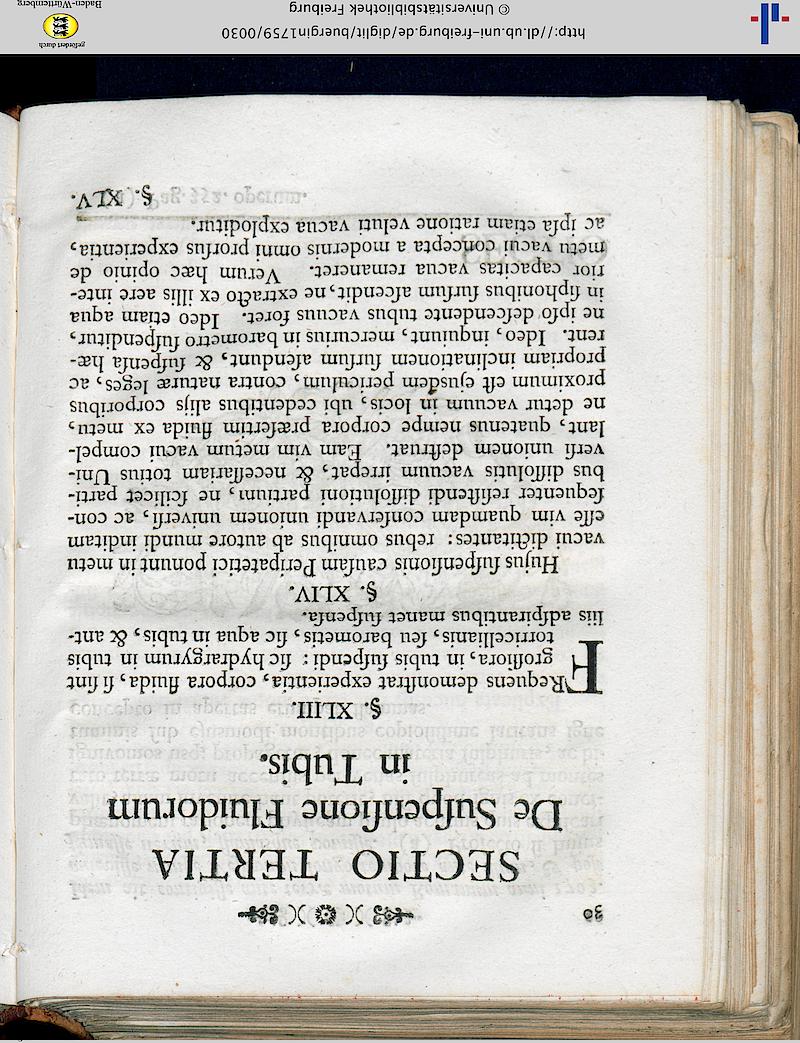 30
SECTIO TERTIA
De Suſpenſione Fluidorum
in Tubis.
§. XLIII.
FRequens demonſtrat experientia, corpora fluida, ſi ſint
groſſiora, in tubis ſuſpendi: ſic hydrargyrum in tubis
torricellianis, ſeu barometis, ſic aqua in tubis, & ant-
liis adſpirantibus manet ſuſpenſa.
§. XLIV.
Hujus ſuſpenſionis cauſam Peripatetici ponunt in metu
vacui dictitantes: rebus omnibus ab autore mundi inditam
eſſe vim quamdam conſervandi unionem univerſi, ac con-
ſequenter reſiſtendi diſſolutioni partium, ne ſcilicet parti-
bus diſſolutis vacuum irrepat, & neceſſariam totius Uni-
verſi unionem deſtruat. Eam vim metum vacui compel-
lant, quatenus nempe corpora præſertim fluida ex metu,
ne detur vacuum in locis, ubi cedentibus alijs corporibus
proximum eſt ejusdem periculum, contra naturæ leges, ac
propriam inclinationem furſum aſendunt, & ſuſpenſa hæ-
rent. Ideo, inquiunt, mercurius in barometro ſuſpenditur,
ne ipſo deſcendente tubus vacuus foret. Ideo etiam aqua
in ſiphonibus ſurſum aſcendit, ne extracto ex illis aere inte-
rior capacitas vacua remaneret. Verum hæc opinio de
metu vacui concepta a modernis omni prorſus experientia,
ac ipſa etiam ratione veluti vacua exploditur.
§. XLV.
http://dl.ub.uni-freiburg.de/diglit/buergin1759/0030
© Universitätsbibliothek Freiburg
gefördert durch
Baden-Württemberg